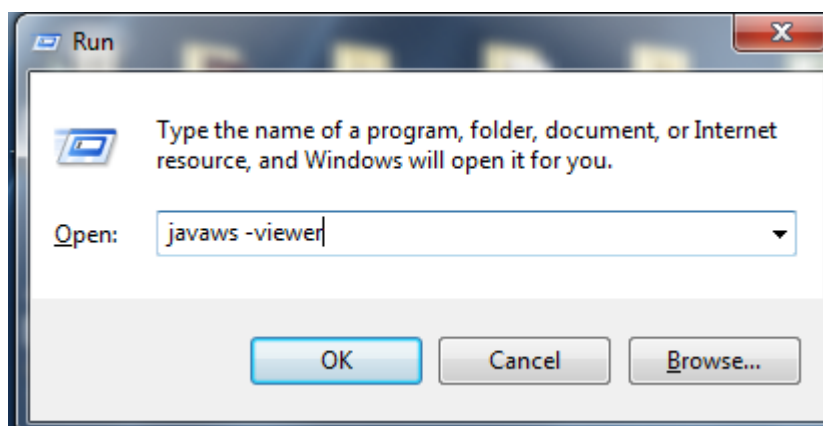 Run
Type the name of a program, folder, document, or Internet
resource, and Windows will open it for you.
Open: javaws -viewer
OK Cancel Browse...